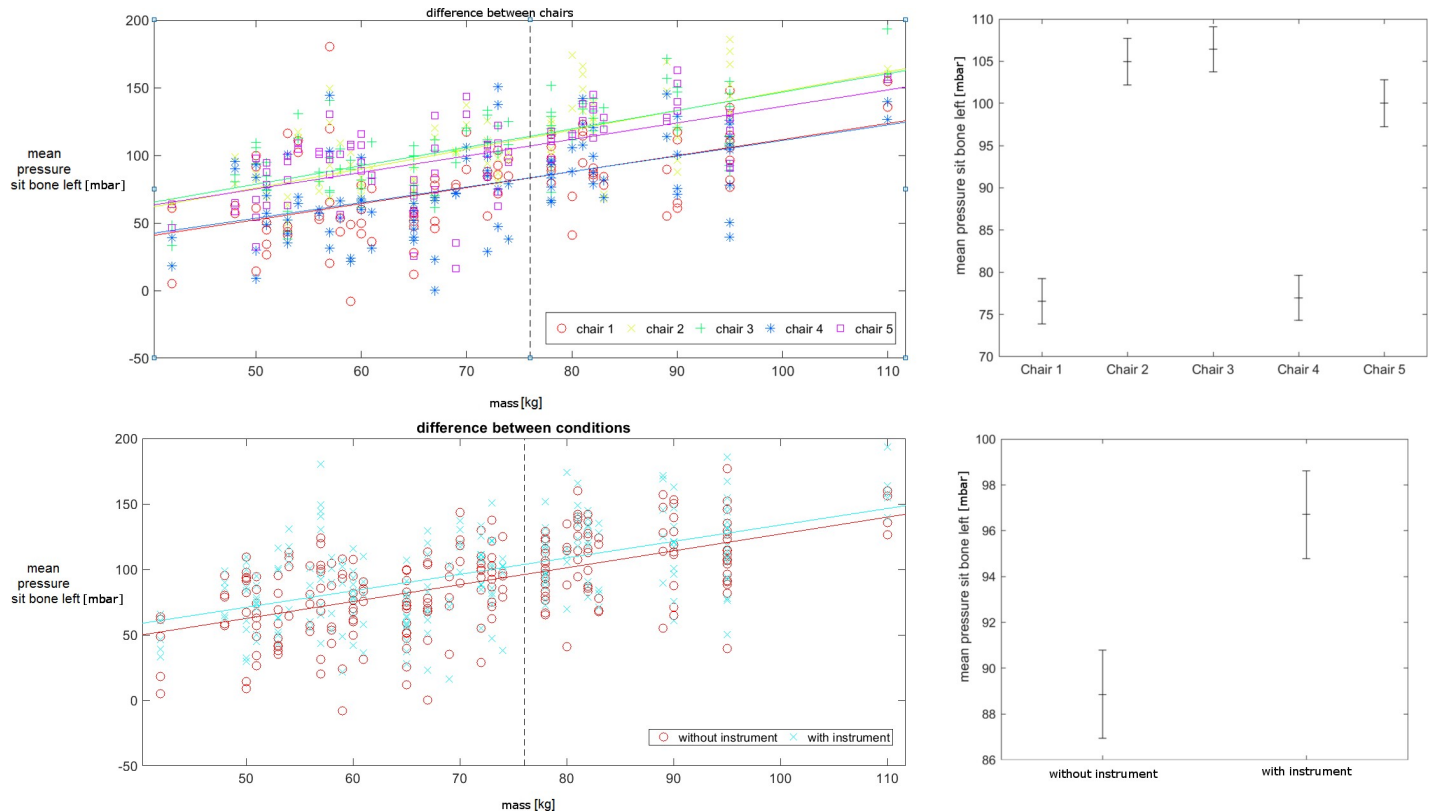 difference between chairs
200
150
100
50
0
-50
mean
pressure
sit bone left [mbar]
chair 1 chair 2 chair 3 chair 4 chair 5
50 60 70 80 90 100 110
mass [kg]
110
105
100
95
90
85
80
75
70
mean pressure sit bone left [mbar]
Chair 1 Chair 2 Chair 3 Chair 4 Chair 5
difference between conditions
200
150
100
50
0
-50
mean
pressure
sit bone left [mbar]
without instrument with instrument
50 60 70 80 90 100 110
mass [kg]
100
98
96
94
92
90
88
86
mean pressure sit bone left [mbar]
without instrument with instrument